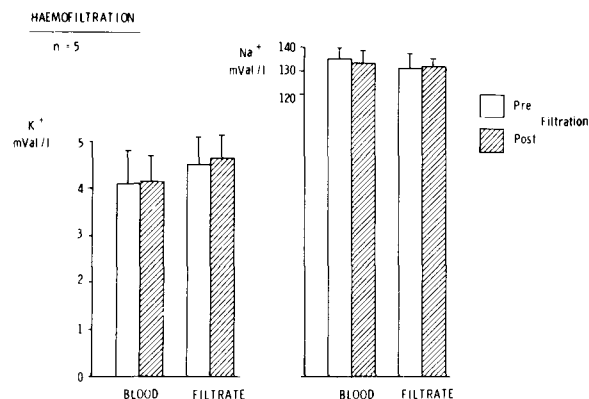 HAEMOFILTRATION
n = 5
K+
mVal/l
5
4
3
2
1
0
BLOOD
FILTRATE
Na+
mVal/l
140
130
120
BLOOD
FILTRATE
Pre
Filtration
Post